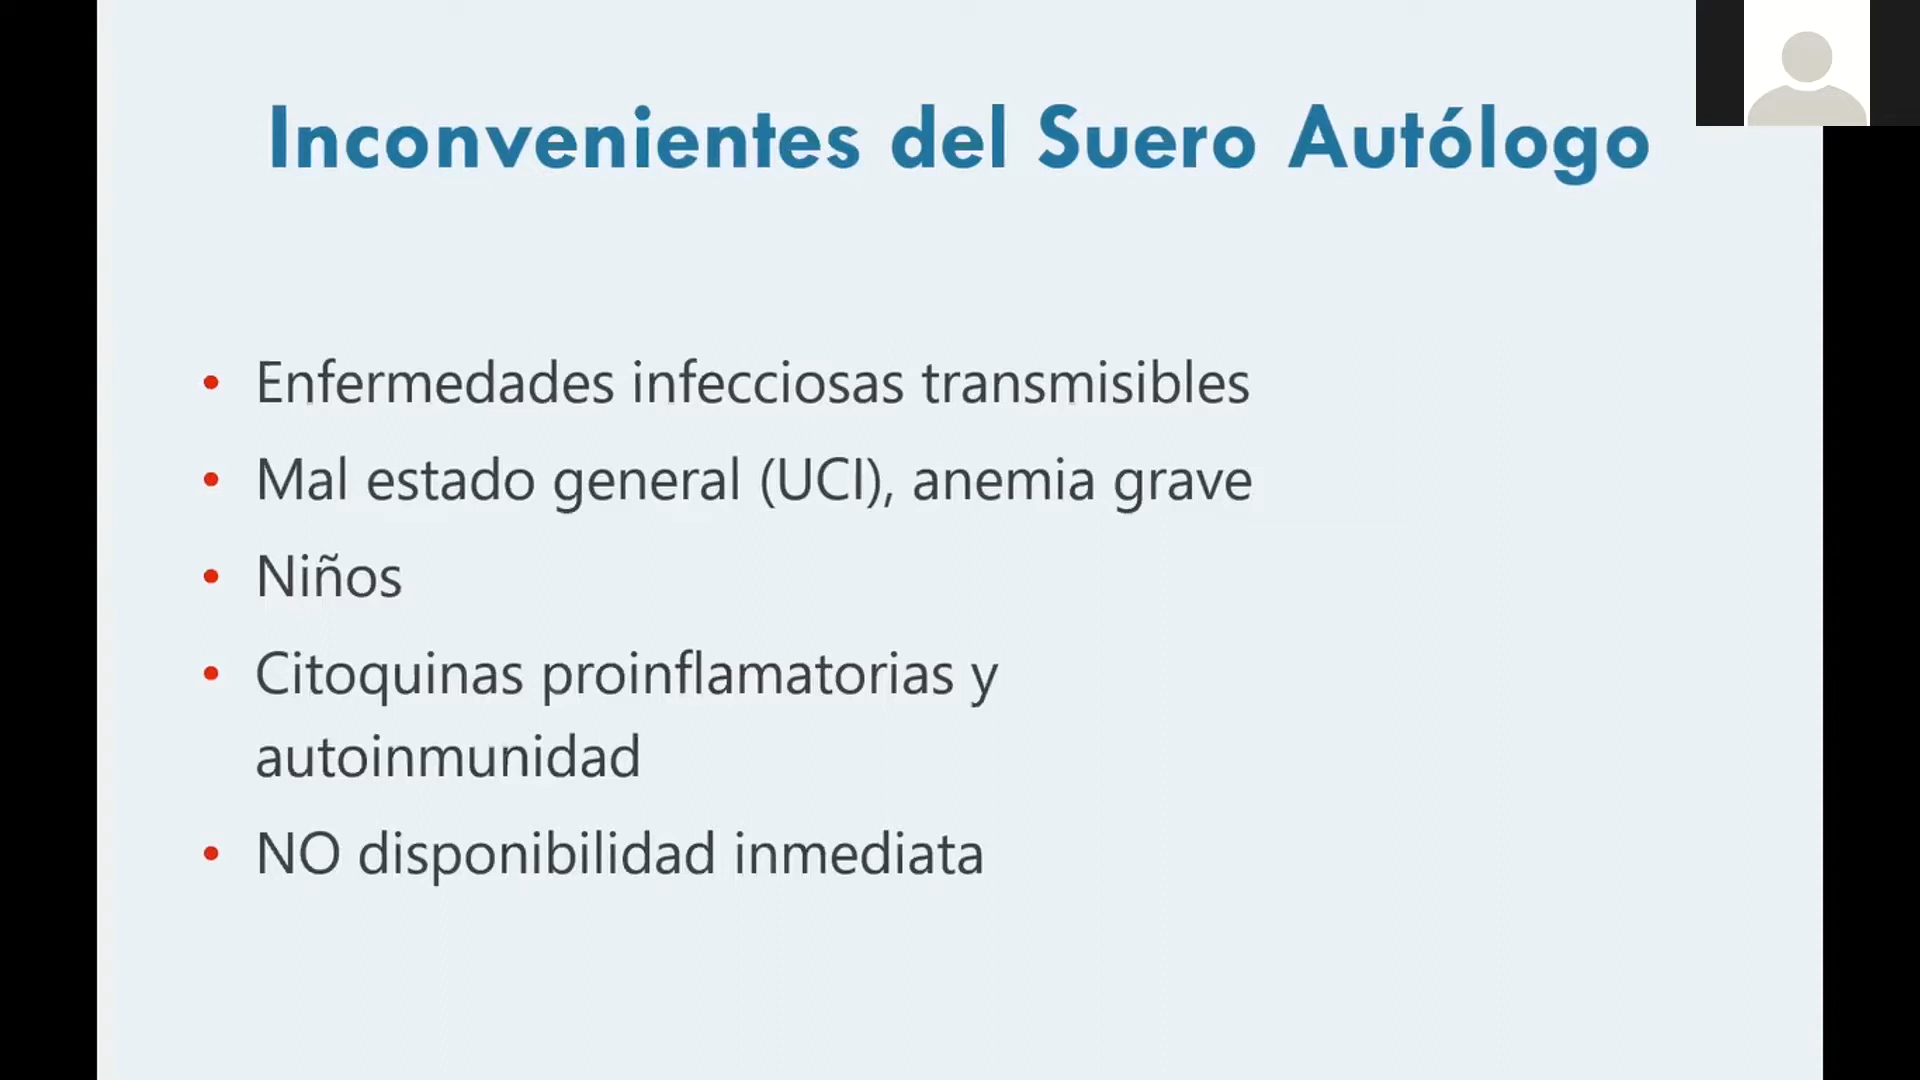 Inconvenientes del Suero Autólogo
• Enfermedades infecciosas transmisibles
• Mal estado general (UCI), anemia grave
• Niños
• Citoquinas proinflamatorias y
autoinmunidad
• NO disponibilidad inmediata